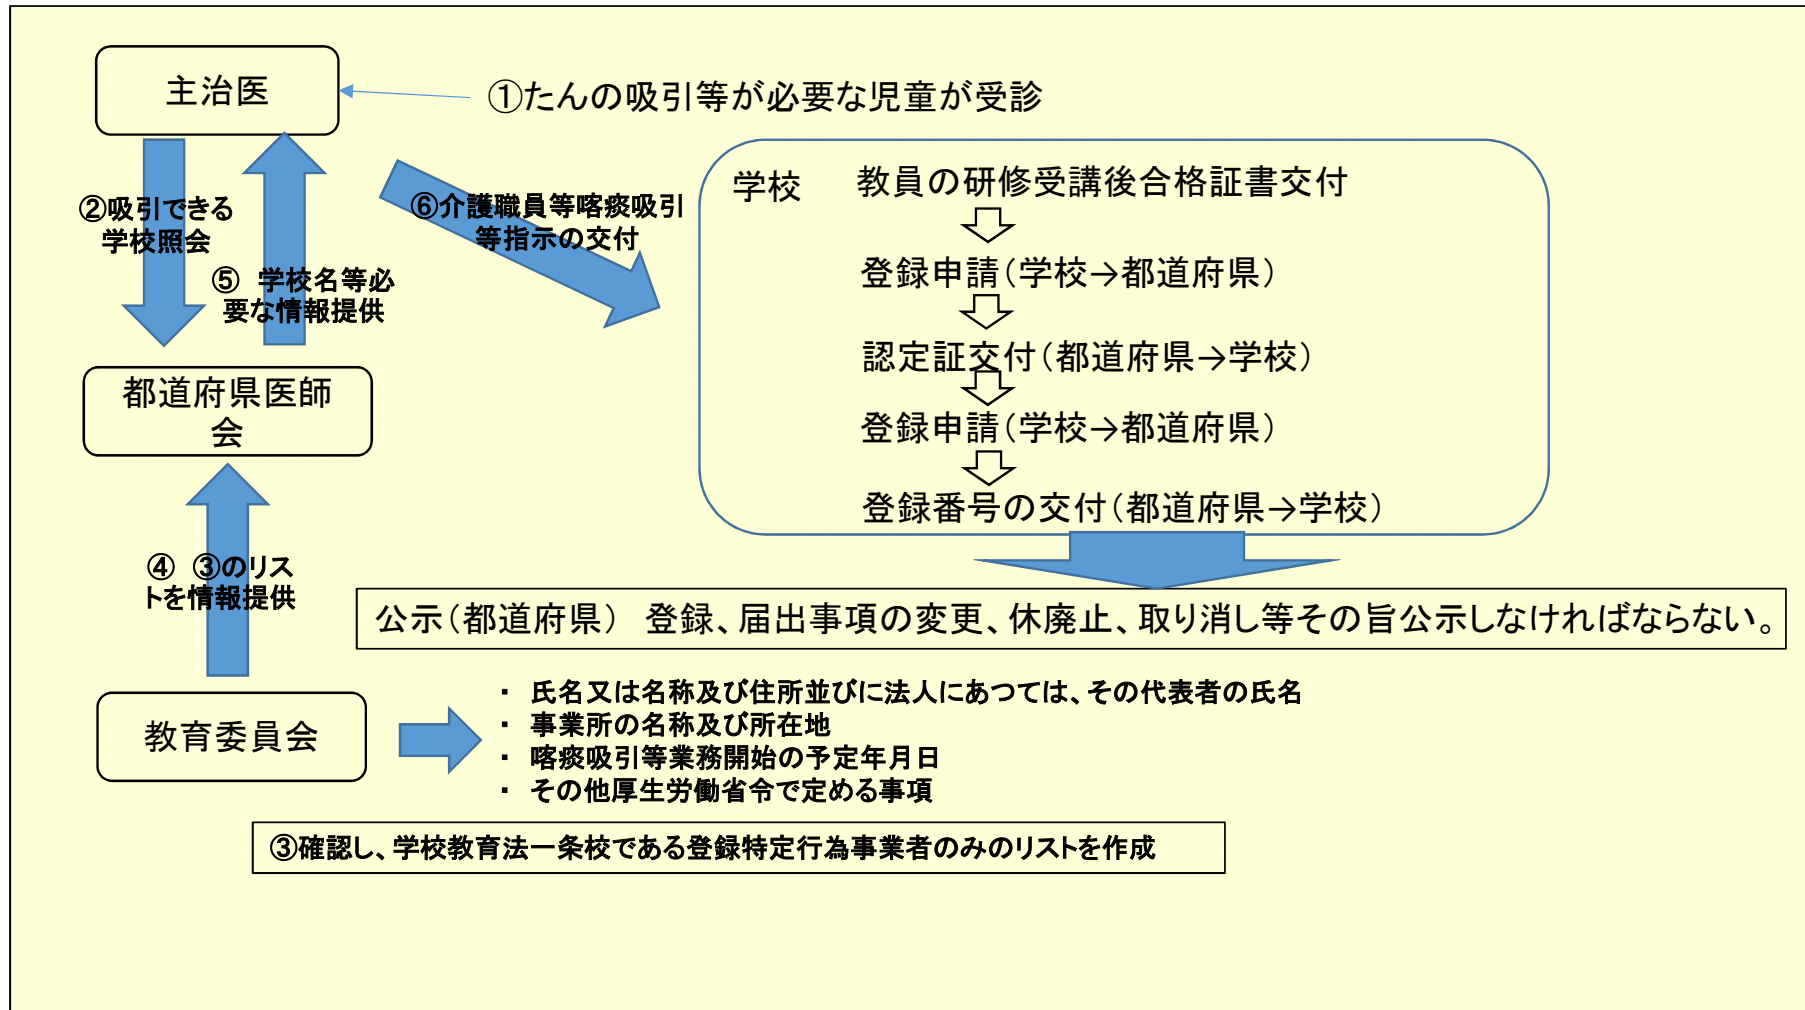 主治医
①たんの吸引等が必要な児童が受診
②吸引できる
学校照会
⑤　学校名等必
要な情報提供
⑥介護職員等喀痰吸引
等指示の交付
学校
教員の研修受講後合格証書交付
登録申請（学校→都道府県）
認定証交付（都道府県→学校）
登録申請（学校→都道府県）
登録番号の交付（都道府県→学校）
都道府県医師
会
④　③のリス
トを情報提供
公示（都道府県）　登録、届出事項の変更、休廃止、取り消し等その旨公示しなければならない。
教育委員会
・ 氏名又は名称及び住所並びに法人にあつては、その代表者の氏名
・ 事業所の名称及び所在地
・ 喀痰吸引等業務開始の予定年月日
・ その他厚生労働省令で定める事項
③確認し、学校教育法一条校である登録特定行為事業者のみのリストを作成